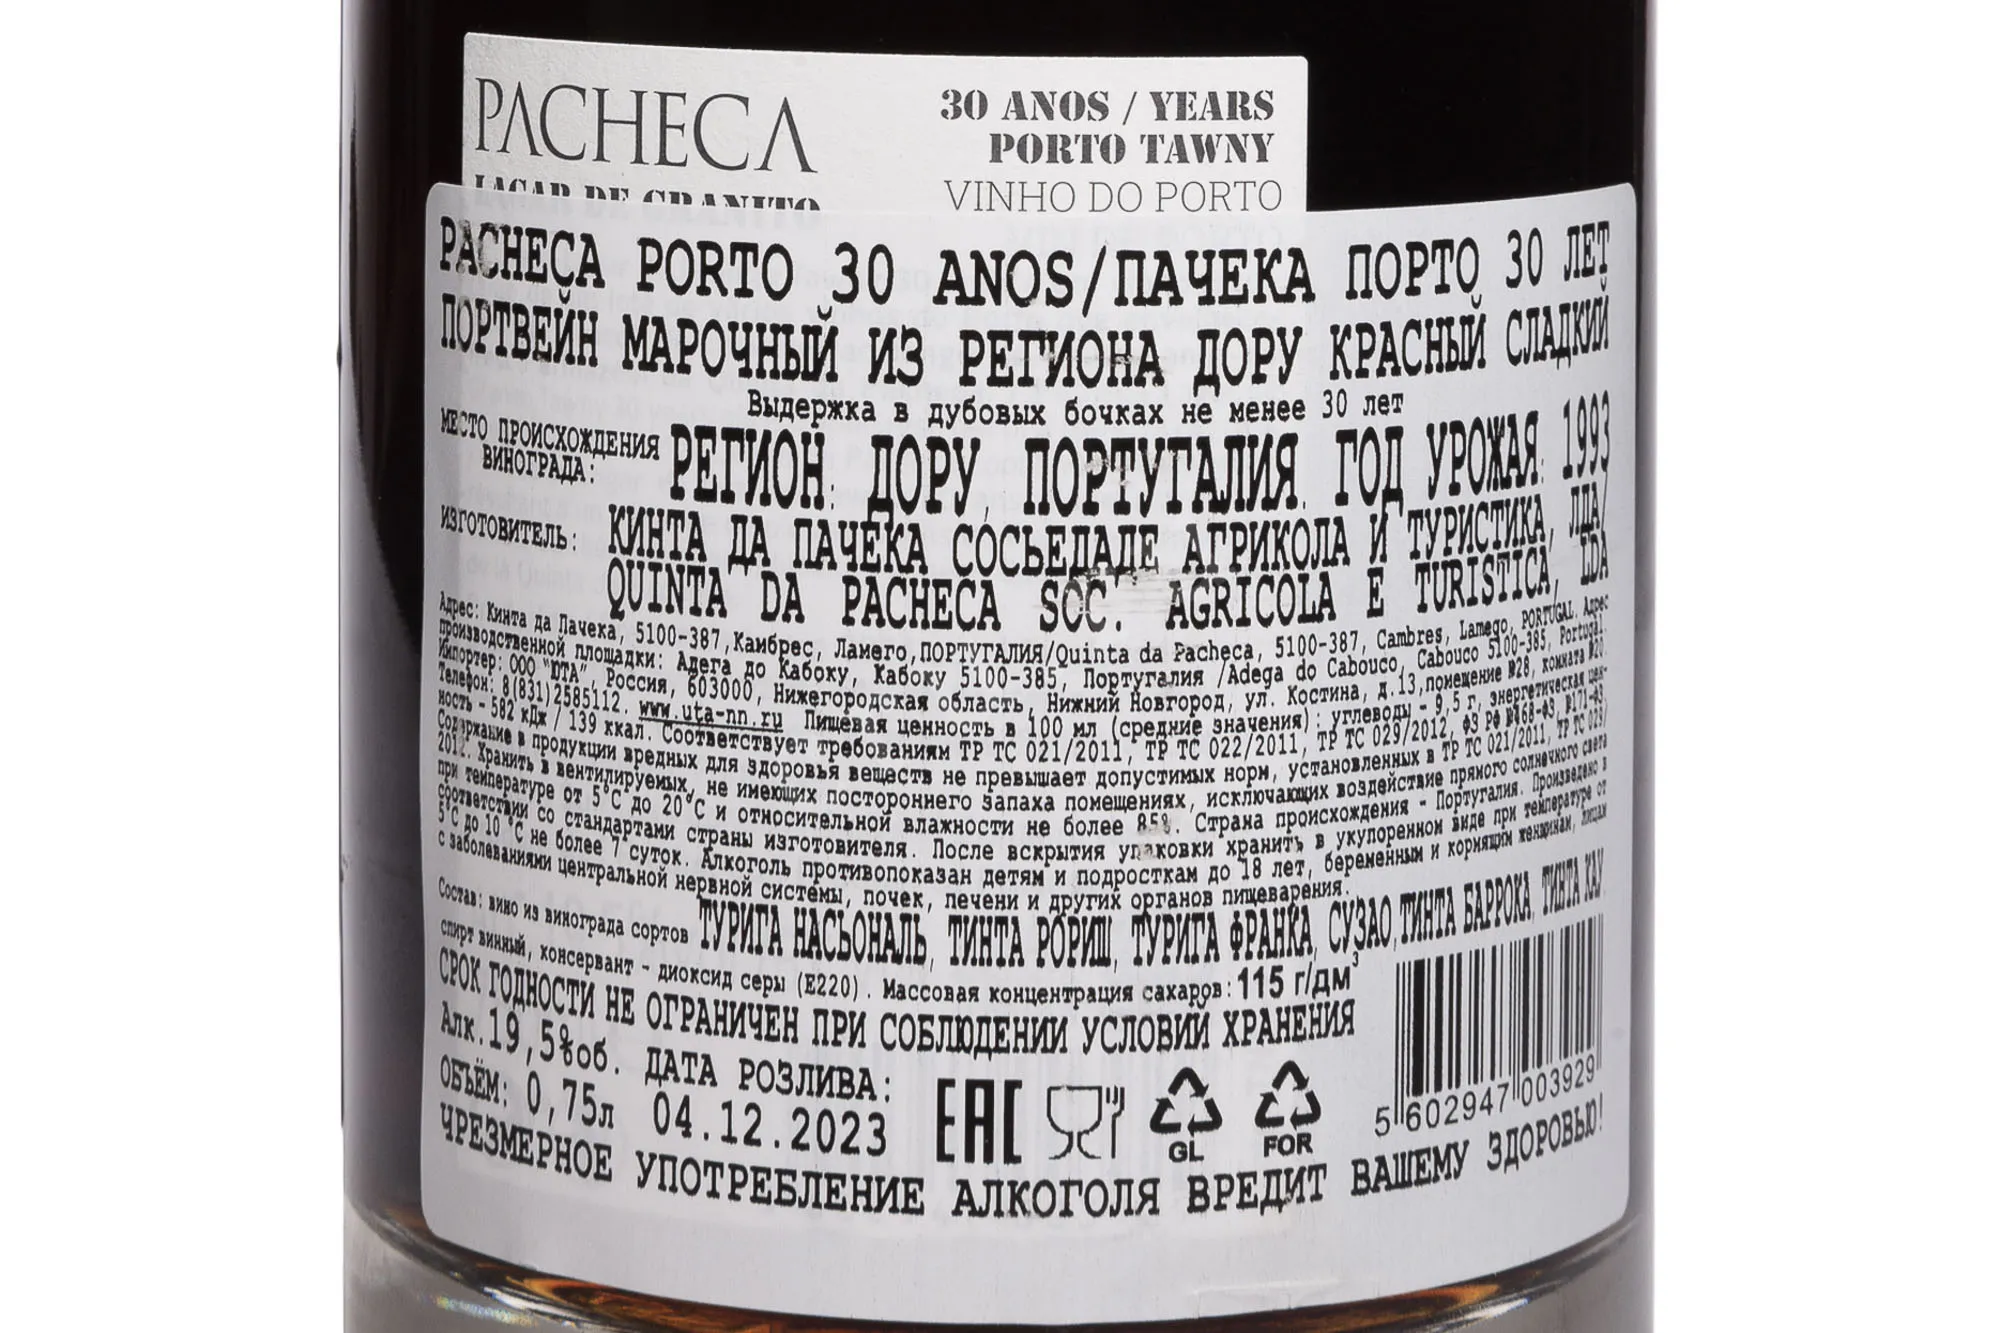 PACHECA
LAGAR DE GRANITO
30 ANOS / YEARS
PORTO TAWNY
VINHO DO PORTO
PACHECA PORTO 30 ANOS/ПАЧЕКА ПОРТО 30 ЛЕТ
ПОРТВЕЙН МАРОЧНЫЙ ИЗ РЕГИОНА ДОРУ КРАСНЫЙ СЛАДКИЙ
Выдержка в дубовых бочках не менее 30 лет
МЕСТО ПРОИСХОЖДЕНИЯ
ВИНОГРАДА: РЕГИОН: ДОРУ, ПОРТУГАЛИЯ. ГОД УРОЖАЯ: 1993
ИЗГОТОВИТЕЛЬ: КИНТА ДА ПАЧЕКА СОСЬЕДАДЕ АГРИКОЛА И ТУРИСТИКА, ЛДА/
QUINTA DA PACHECA SOC. AGRICOLA E TURISTICA, LDA
Адрес: Кинта да Пачека, 5100-387,Камбрес, Ламего,ПОРТУГАЛИЯ/Quinta da Pacheca, 5100-387, Cambres, Lamego, PORTUGAL. Адрес
производственной площадки: Адега до Кабоку, Кабоку 5100-385, Португалия /Adega do Cabouco, Cabouco 5100-385, Portugal.
Импортер: ООО "ЮТА", Россия, 603000, Нижегородская область, Нижний Новгород, ул. Костина, д.13,помещение №28, комната №20.
Телефон: 8(831)2585112. www.uta-nn.ru Пищевая ценность в 100 мл (средние значения): углеводы - 9,5 г, энергетическая цен-
ность - 582 кДж / 139 ккал. Соответствует требованиям ТР ТС 021/2011, ТР ТС 022/2011, ТР ТС 029/2012, ФЗ РФ №468-ФЗ, №171-ФЗ.
Содержание в продукции вредных для здоровья веществ не превышает допустимых норм, установленных в ТР ТС 021/2011, ТР ТС 029/
2012. Хранить в вентилируемых, не имеющих постороннего запаха помещениях, исключающих воздействие прямого солнечного света
при температуре от 5°С до 20°С и относительной влажности не более 85%. Страна происхождения - Португалия. Произведено в
соответствии со стандартами страны изготовителя. После вскрытия упаковки хранить в укупоренном виде при температуре от
5°С до 10 °С не более 7 суток. Алкоголь противопоказан детям и подросткам до 18 лет, беременным и кормящим женщинам, лицам
с заболеваниями центральной нервной системы, почек, печени и других органов пищеварения.
Состав: вино из винограда сортов ТУРИГА НАСЬОНАЛЬ, ТИНТА РОРИШ, ТУРИГА ФРАНКА, СУЗАО,ТИНТА БАРРОКА, ТИНТА КАУ
спирт винный, консервант - диоксид серы (Е220). Массовая концентрация сахаров: 115 г/дм³
СРОК ГОДНОСТИ НЕ ОГРАНИЧЕН ПРИ СОБЛЮДЕНИИ УСЛОВИЙ ХРАНЕНИЯ
Алк.19,5%об. ДАТА РОЗЛИВА:
ОБЪЁМ: 0,75л 04.12.2023
EAC
GL
FOR
5 602947 003929
ЧРЕЗМЕРНОЕ УПОТРЕБЛЕНИЕ АЛКОГОЛЯ ВРЕДИТ ВАШЕМУ ЗДОРОВЬЮ!